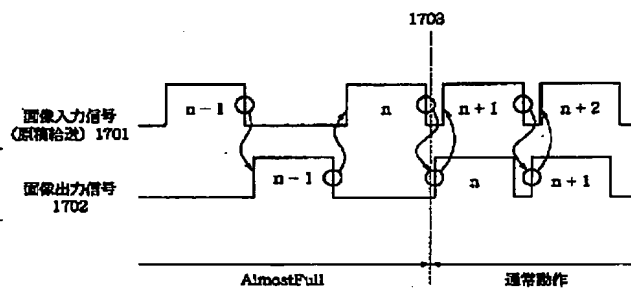 1703
画像入力信号
(原稿給送) 1701
n-1
n
n+1
n+2
画像出力信号
1702
n-1
n
n+1
AlmostFull
通常動作